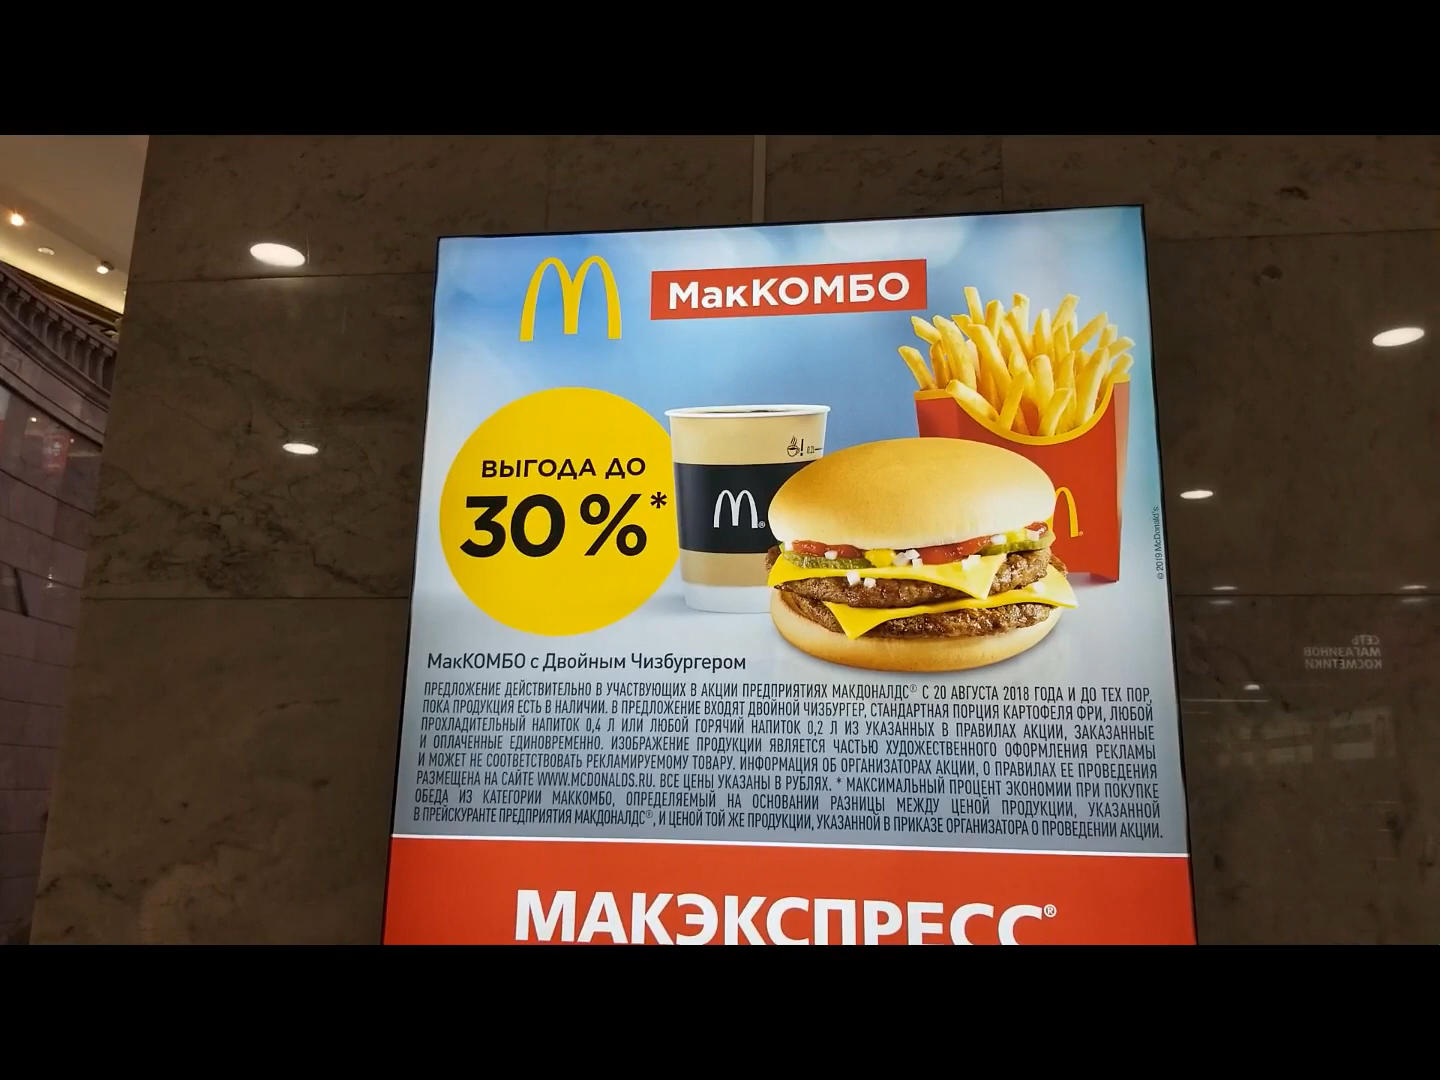 МакКОМБО
ВЫГОДА ДО
30%*
© 2019 McDonald's.
МакКОМБО с Двойным Чизбургером
ПРЕДЛОЖЕНИЕ ДЕЙСТВИТЕЛЬНО В УЧАСТВУЮЩИХ В АКЦИИ ПРЕДПРИЯТИЯХ МАКДОНАЛДС® С 20 АВГУСТА 2018 ГОДА И ДО ТЕХ ПОР,
ПОКА ПРОДУКЦИЯ ЕСТЬ В НАЛИЧИИ. В ПРЕДЛОЖЕНИЕ ВХОДЯТ ДВОЙНОЙ ЧИЗБУРГЕР, СТАНДАРТНАЯ ПОРЦИЯ КАРТОФЕЛЯ ФРИ, ЛЮБОЙ
ПРОХЛАДИТЕЛЬНЫЙ НАПИТОК 0,4 Л ИЛИ ЛЮБОЙ ГОРЯЧИЙ НАПИТОК 0,2 Л ИЗ УКАЗАННЫХ В ПРАВИЛАХ АКЦИИ, ЗАКАЗАННЫЕ
И ОПЛАЧЕННЫЕ ЕДИНОВРЕМЕННО. ИЗОБРАЖЕНИЕ ПРОДУКЦИИ ЯВЛЯЕТСЯ ЧАСТЬЮ ХУДОЖЕСТВЕННОГО ОФОРМЛЕНИЯ РЕКЛАМЫ
И МОЖЕТ НЕ СООТВЕТСТВОВАТЬ РЕКЛАМИРУЕМОМУ ТОВАРУ. ИНФОРМАЦИЯ ОБ ОРГАНИЗАТОРАХ АКЦИИ, О ПРАВИЛАХ ЕЕ ПРОВЕДЕНИЯ
РАЗМЕЩЕНА НА САЙТЕ WWW.MCDONALDS.RU. ВСЕ ЦЕНЫ УКАЗАНЫ В РУБЛЯХ. * МАКСИМАЛЬНЫЙ ПРОЦЕНТ ЭКОНОМИИ ПРИ ПОКУПКЕ
ОБЕДА ИЗ КАТЕГОРИИ МАККОМБО, ОПРЕДЕЛЯЕМЫЙ НА ОСНОВАНИИ РАЗНИЦЫ МЕЖДУ ЦЕНОЙ ПРОДУКЦИИ, УКАЗАННОЙ
В ПРЕЙСКУРАНТЕ ПРЕДПРИЯТИЯ МАКДОНАЛДС®, И ЦЕНОЙ ТОЙ ЖЕ ПРОДУКЦИИ, УКАЗАННОЙ В ПРИКАЗЕ ОРГАНИЗАТОРА О ПРОВЕДЕНИИ АКЦИИ.
МАКЭКСПРЕСС®
СЕТЬ
МАГАЗИНОВ
КОСМЕТИКИ